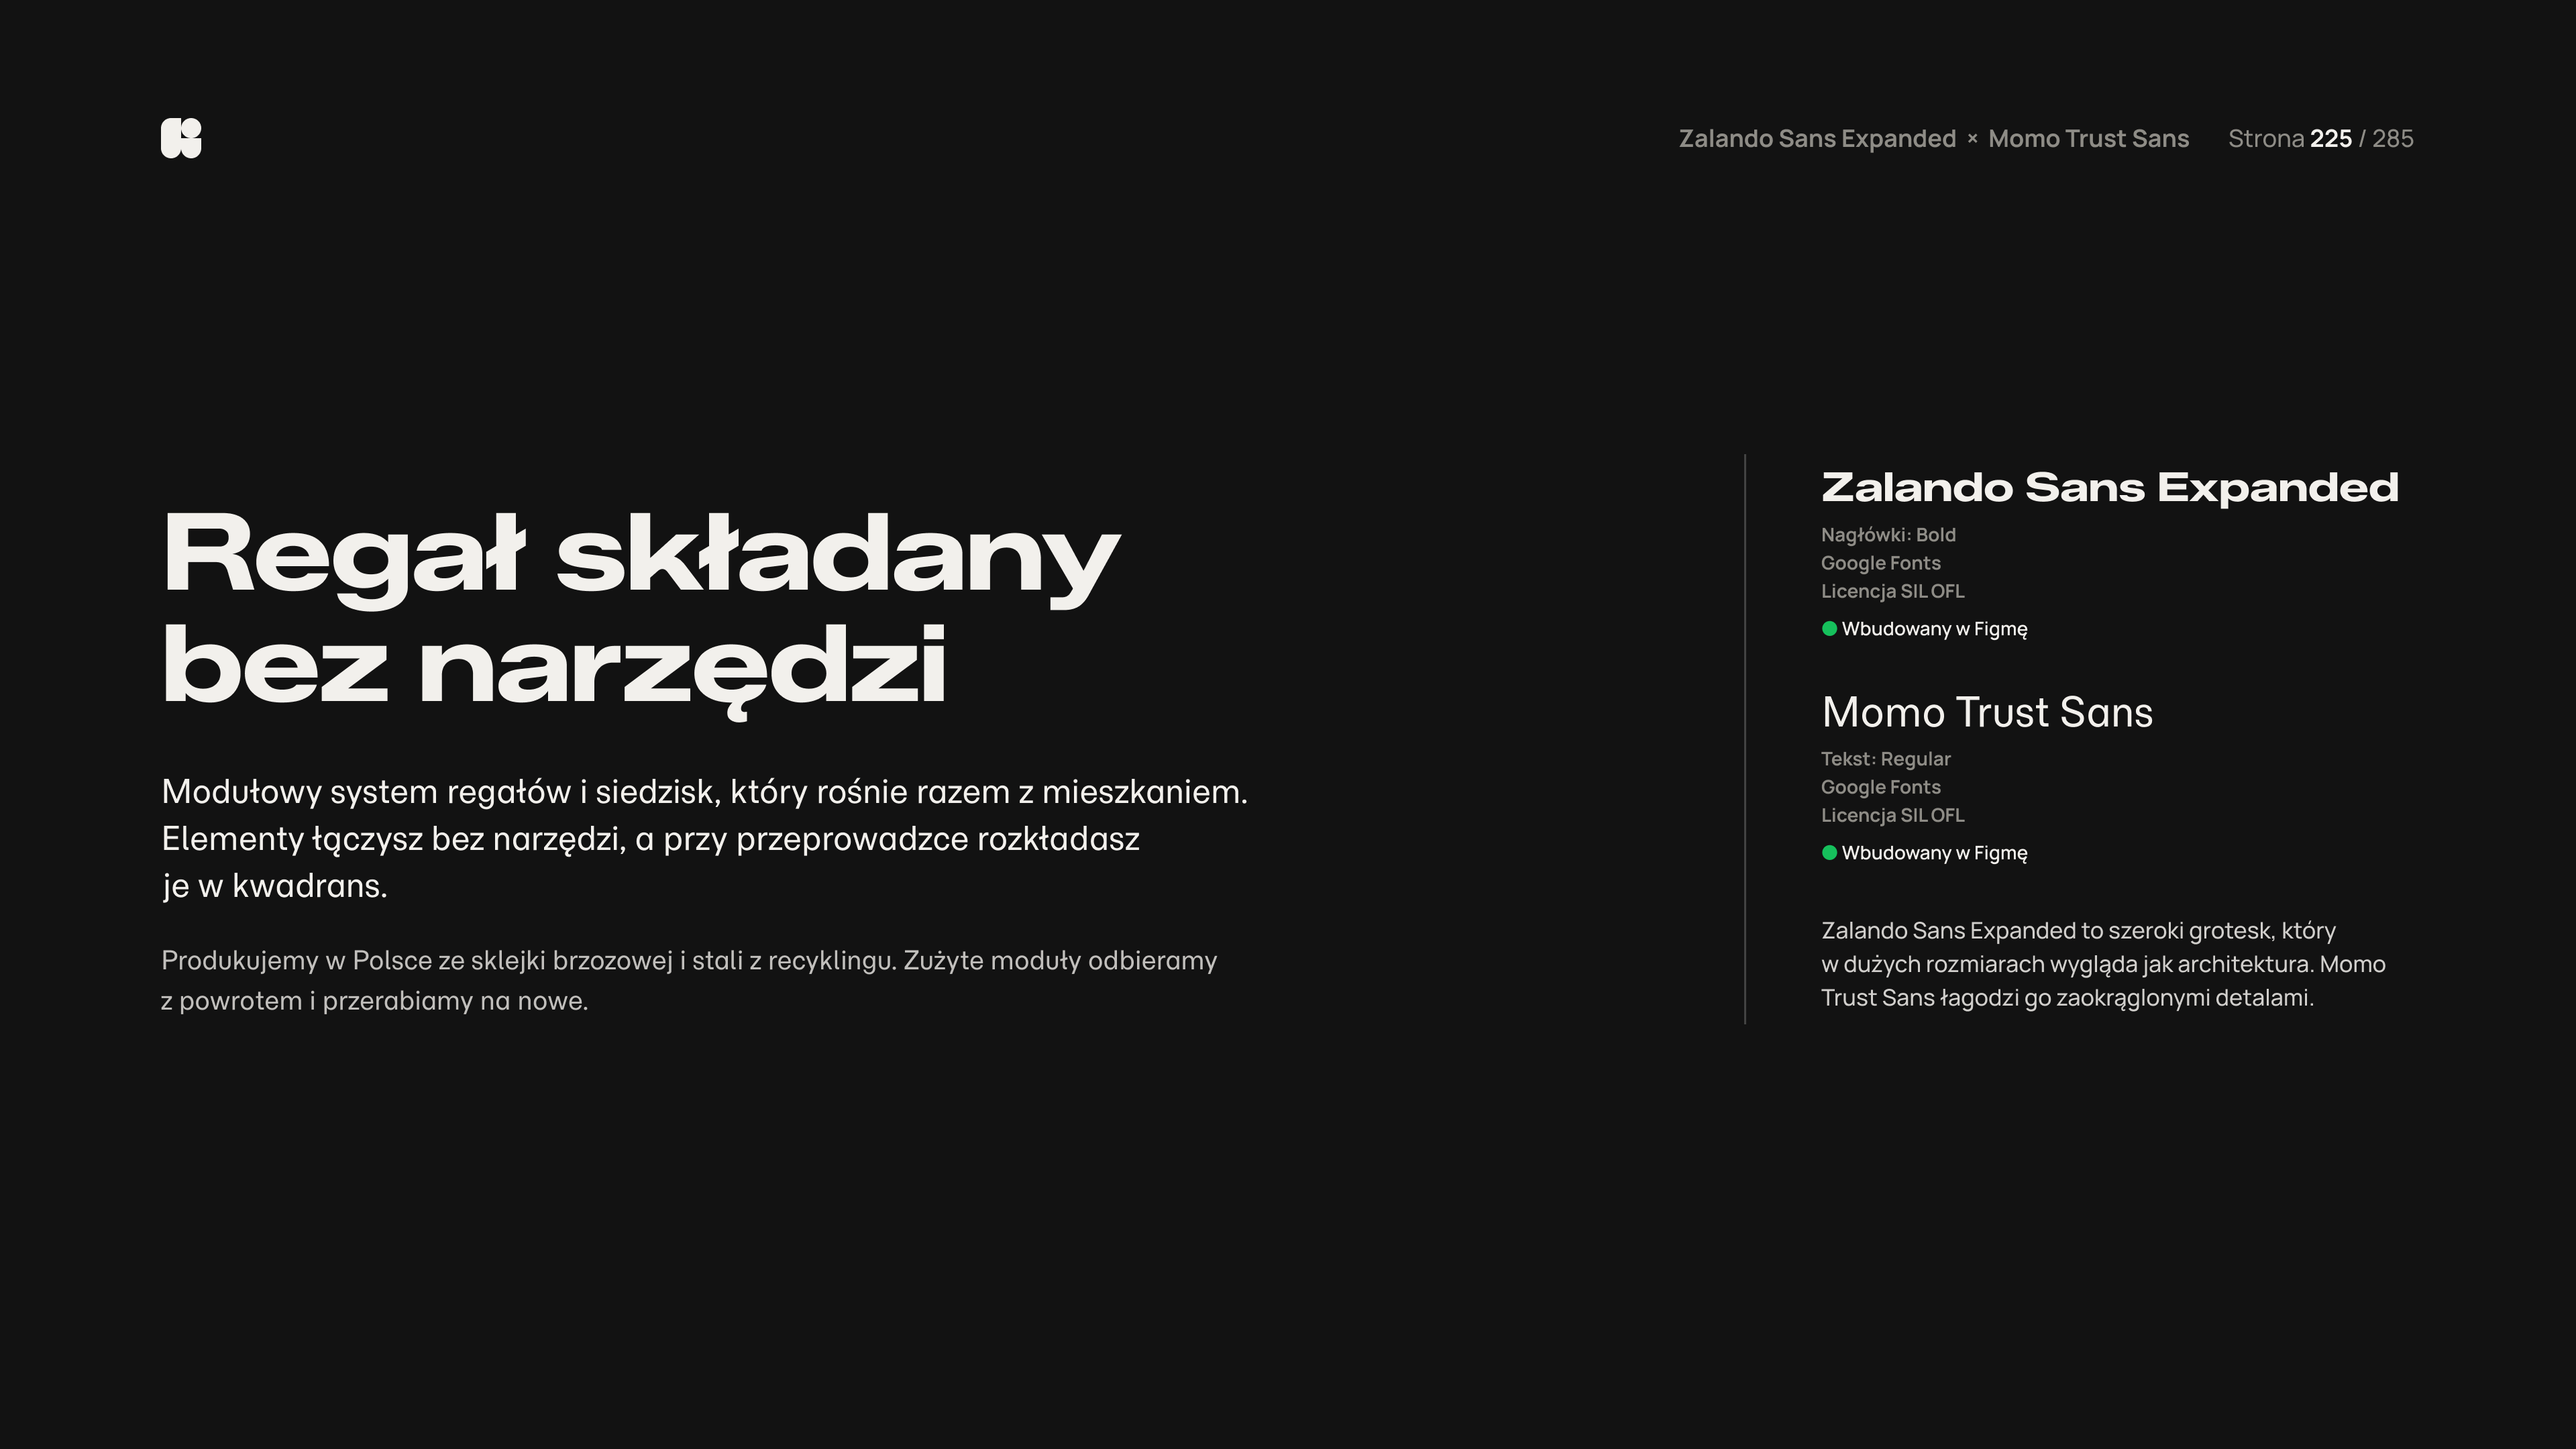 Zalando Sans Expanded × Momo Trust Sans Strona 225 / 285
Regał składany
bez narzędzi
Modułowy system regałów i siedzisk, który rośnie razem z mieszkaniem.
Elementy łączysz bez narzędzi, a przy przeprowadzce rozkładasz
je w kwadrans.
Produkujemy w Polsce ze sklejki brzozowej i stali z recyklingu. Zużyte moduły odbieramy
z powrotem i przerabiamy na nowe.
Zalando Sans Expanded
Nagłówki: Bold
Google Fonts
Licencja SIL OFL
Wbudowany w Figmę
Momo Trust Sans
Tekst: Regular
Google Fonts
Licencja SIL OFL
Wbudowany w Figmę
Zalando Sans Expanded to szeroki grotesk, który
w dużych rozmiarach wygląda jak architektura. Momo
Trust Sans łagodzi go zaokrąglonymi detalami.